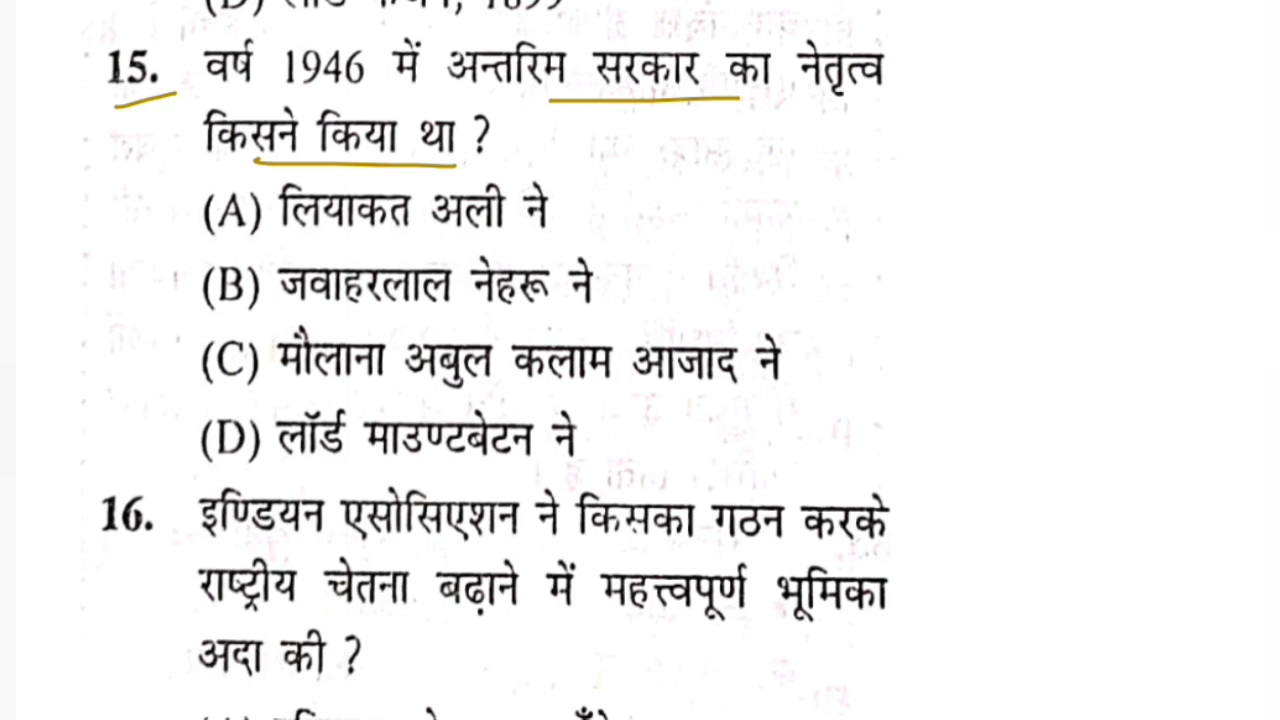 15. वर्ष 1946 में अन्तरिम सरकार का नेतृत्व
किसने किया था ?
(A) लियाकत अली ने
(B) जवाहरलाल नेहरू ने
(C) मौलाना अबुल कलाम आजाद ने
(D) लॉर्ड माउण्टबेटन ने
16. इण्डियन एसोसिएशन ने किसका गठन करके
राष्ट्रीय चेतना बढ़ाने में महत्त्वपूर्ण भूमिका
अदा की ?